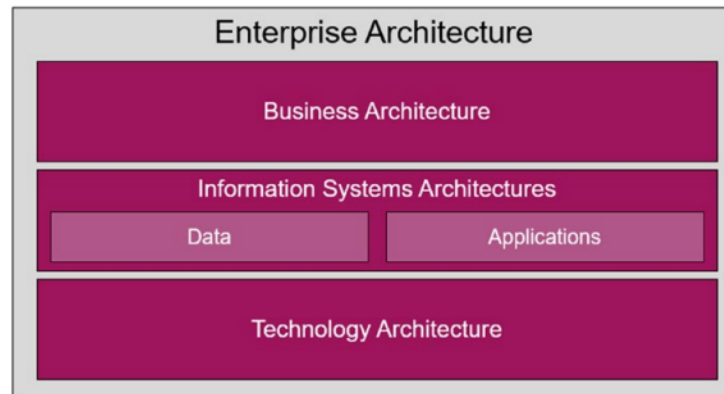 Enterprise Architecture
Business Architecture
Information Systems Architectures
Data
Applications
Technology Architecture